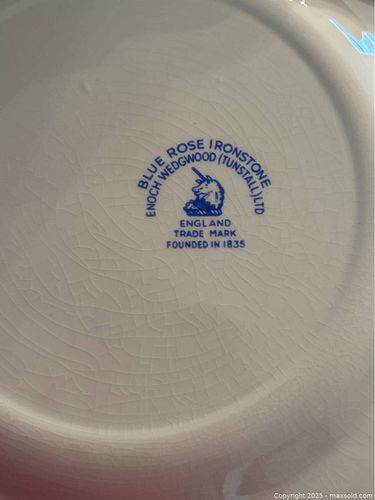 BLUE ROSE IRONSTONE
ENOCH WEDGWOOD (TUNSTALL) LTD
ENGLAND
TRADE MARK
FOUNDED IN 1835
Copyright 2025 - maxsold.com